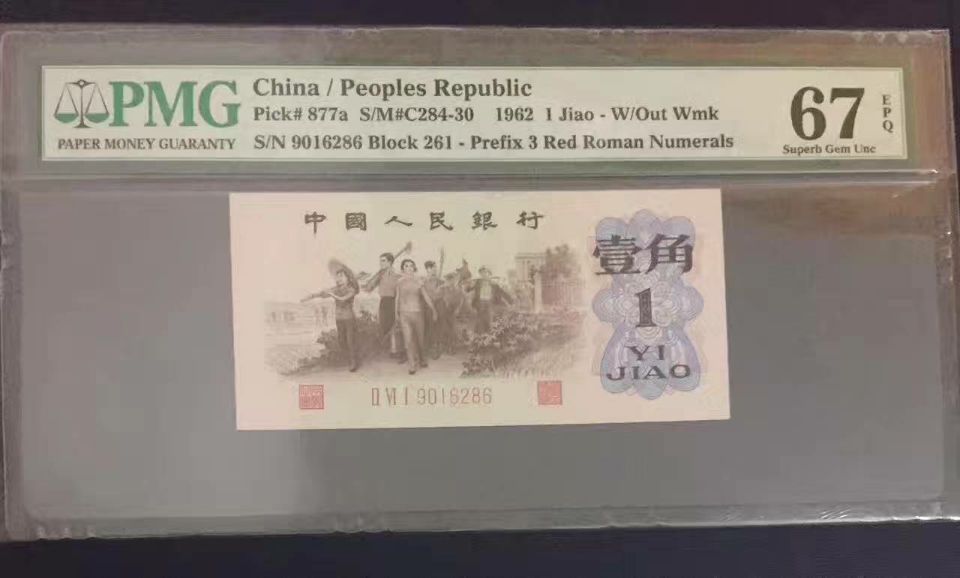 PMG
PAPER MONEY GUARANTY
China / Peoples Republic
Pick# 877a S/M#C284-30 1962 1 Jiao - W/Out Wmk
S/N 9016286 Block 261 - Prefix 3 Red Roman Numerals
67
EPQ
Superb Gem Unc
中國人民銀行
壹角
1
YI
JIAO
II VI I 9016286